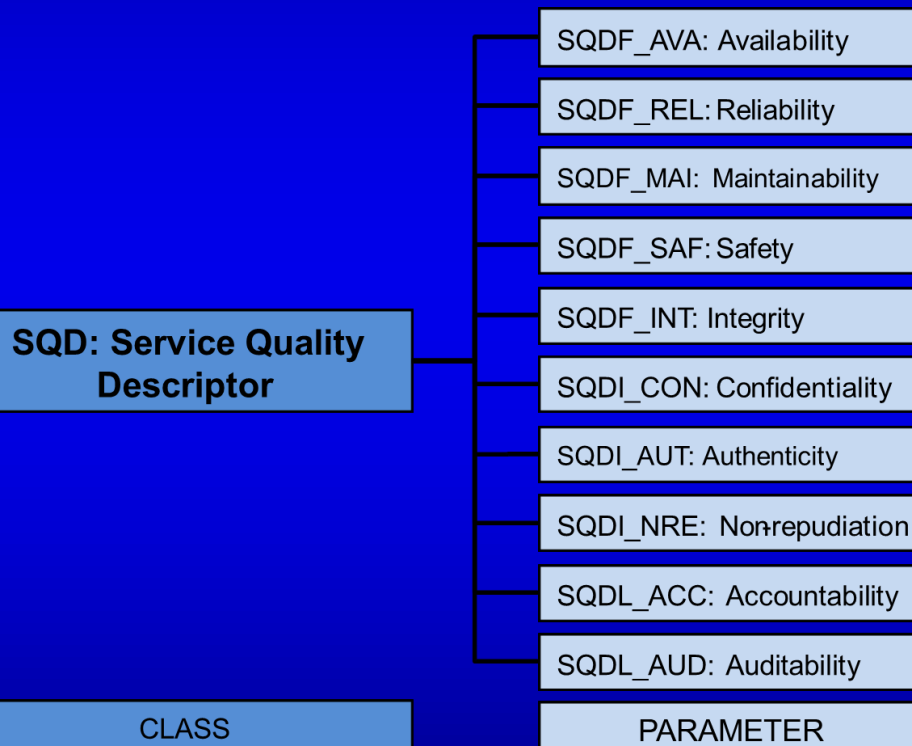 SQDF_AVA: Availability
SQDF_REL: Reliability
SQDF_MAI: Maintainability
SQDF_SAF: Safety
SQD: Service Quality
Descriptor
SQDF_INT: Integrity
SQDI_CON: Confidentiality
SQDI_AUT: Authenticity
SQDI_NRE: Non-repudiation
SQDL_ACC: Accountability
SQDL_AUD: Auditability
CLASS
PARAMETER